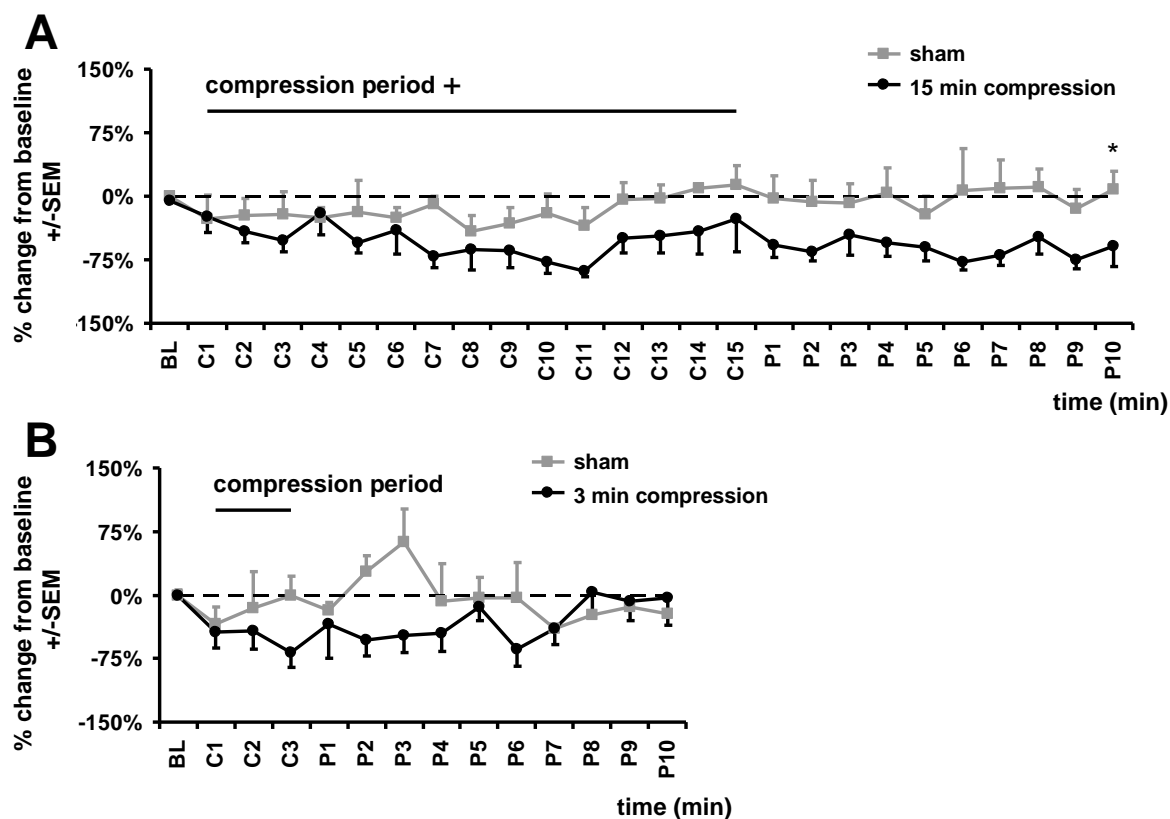 A
sham
15 min compression
150%
75%
0%
-75%
-150%
% change from baseline
+/-SEM
compression period +
*
BL C1 C2 C3 C4 C5 C6 C7 C8 C9 C10 C11 C12 C13 C14 C15 P1 P2 P3 P4 P5 P6 P7 P8 P9 P10
time (min)
B
sham
3 min compression
150%
75%
0%
-75%
-150%
% change from baseline
+/-SEM
compression period
BL C1 C2 C3 P1 P2 P3 P4 P5 P6 P7 P8 P9 P10
time (min)